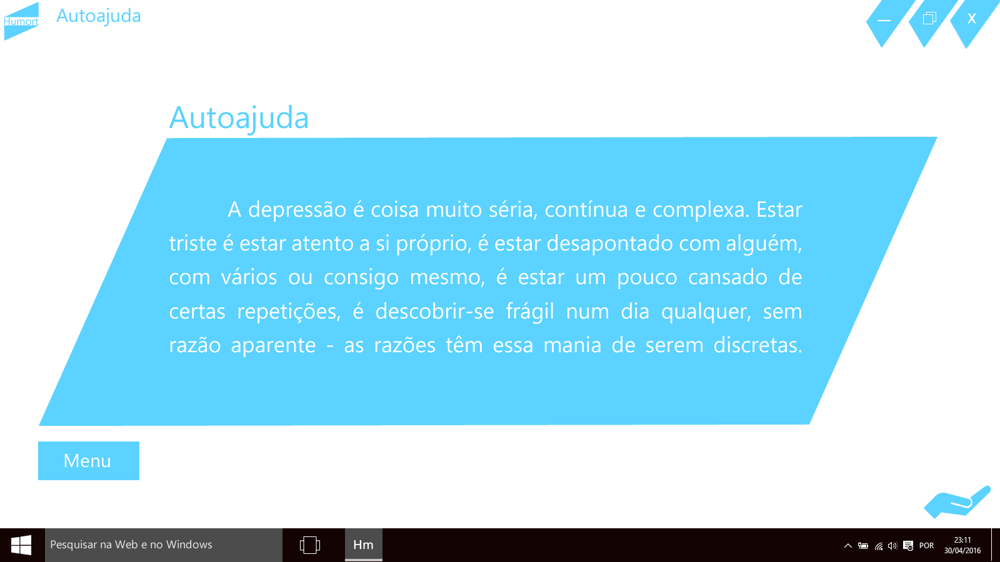 Humort
Autoajuda
X
Autoajuda
A depressão é coisa muito séria, contínua e complexa. Estar
triste é estar atento a si próprio, é estar desapontado com alguém,
com vários ou consigo mesmo, é estar um pouco cansado de
certas repetições, é descobrir-se frágil num dia qualquer, sem
razão aparente - as razões têm essa mania de serem discretas.
Menu
Pesquisar na Web e no Windows
Hm
POR
23:11
30/04/2016